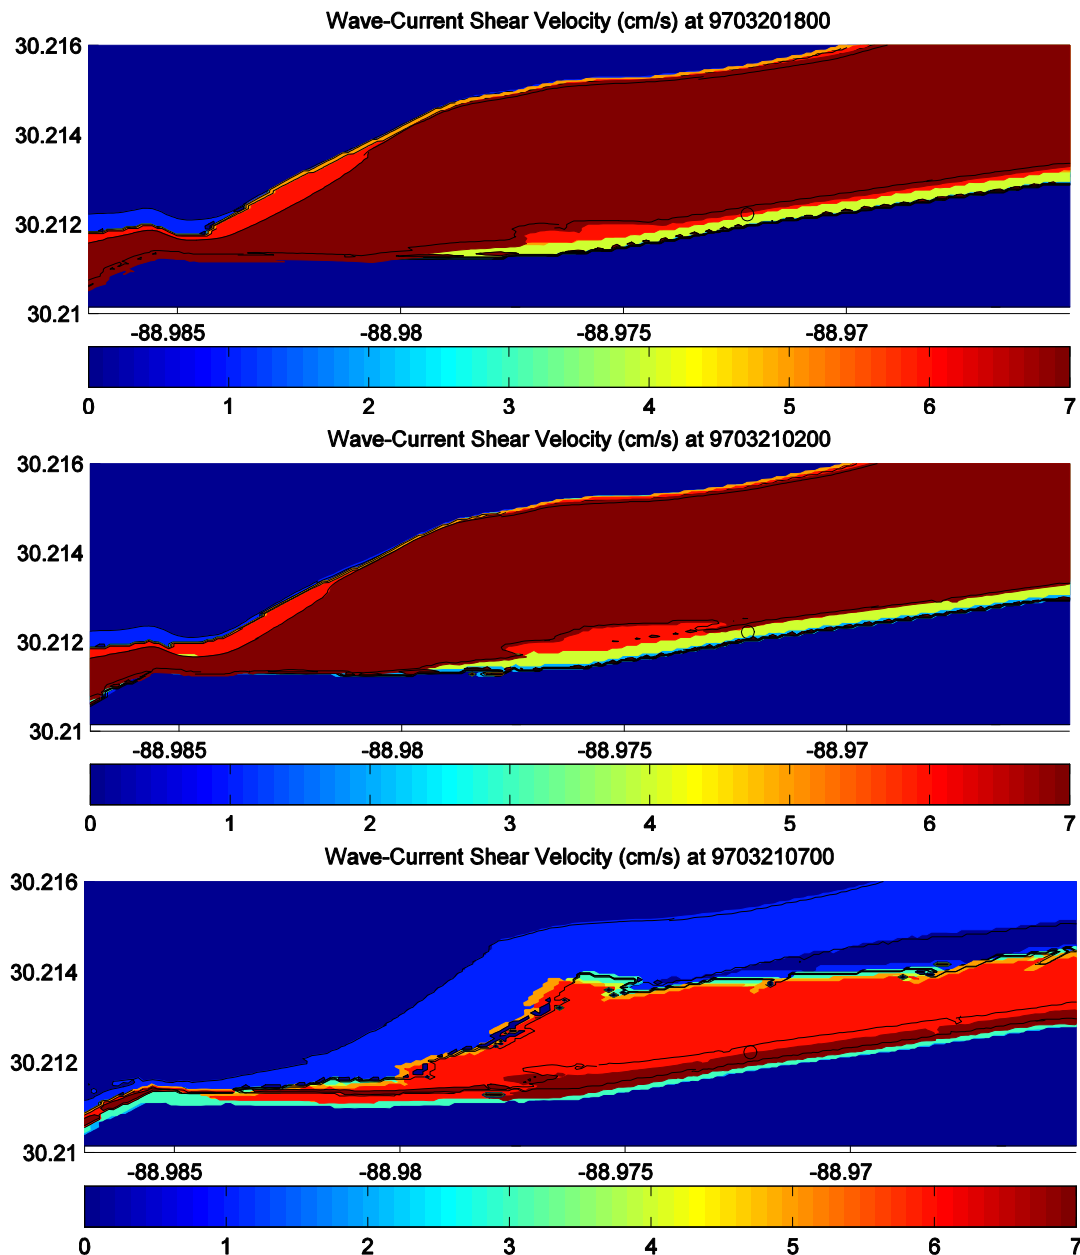 Wave-Current Shear Velocity (cm/s) at 9703201800
30.216
30.214
30.212
30.21
-88.985 -88.98 -88.975 -88.97
0 1 2 3 4 5 6 7
Wave-Current Shear Velocity (cm/s) at 9703210200
30.216
30.214
30.212
30.21
-88.985 -88.98 -88.975 -88.97
0 1 2 3 4 5 6 7
Wave-Current Shear Velocity (cm/s) at 9703210700
30.216
30.214
30.212
30.21
-88.985 -88.98 -88.975 -88.97
0 1 2 3 4 5 6 7